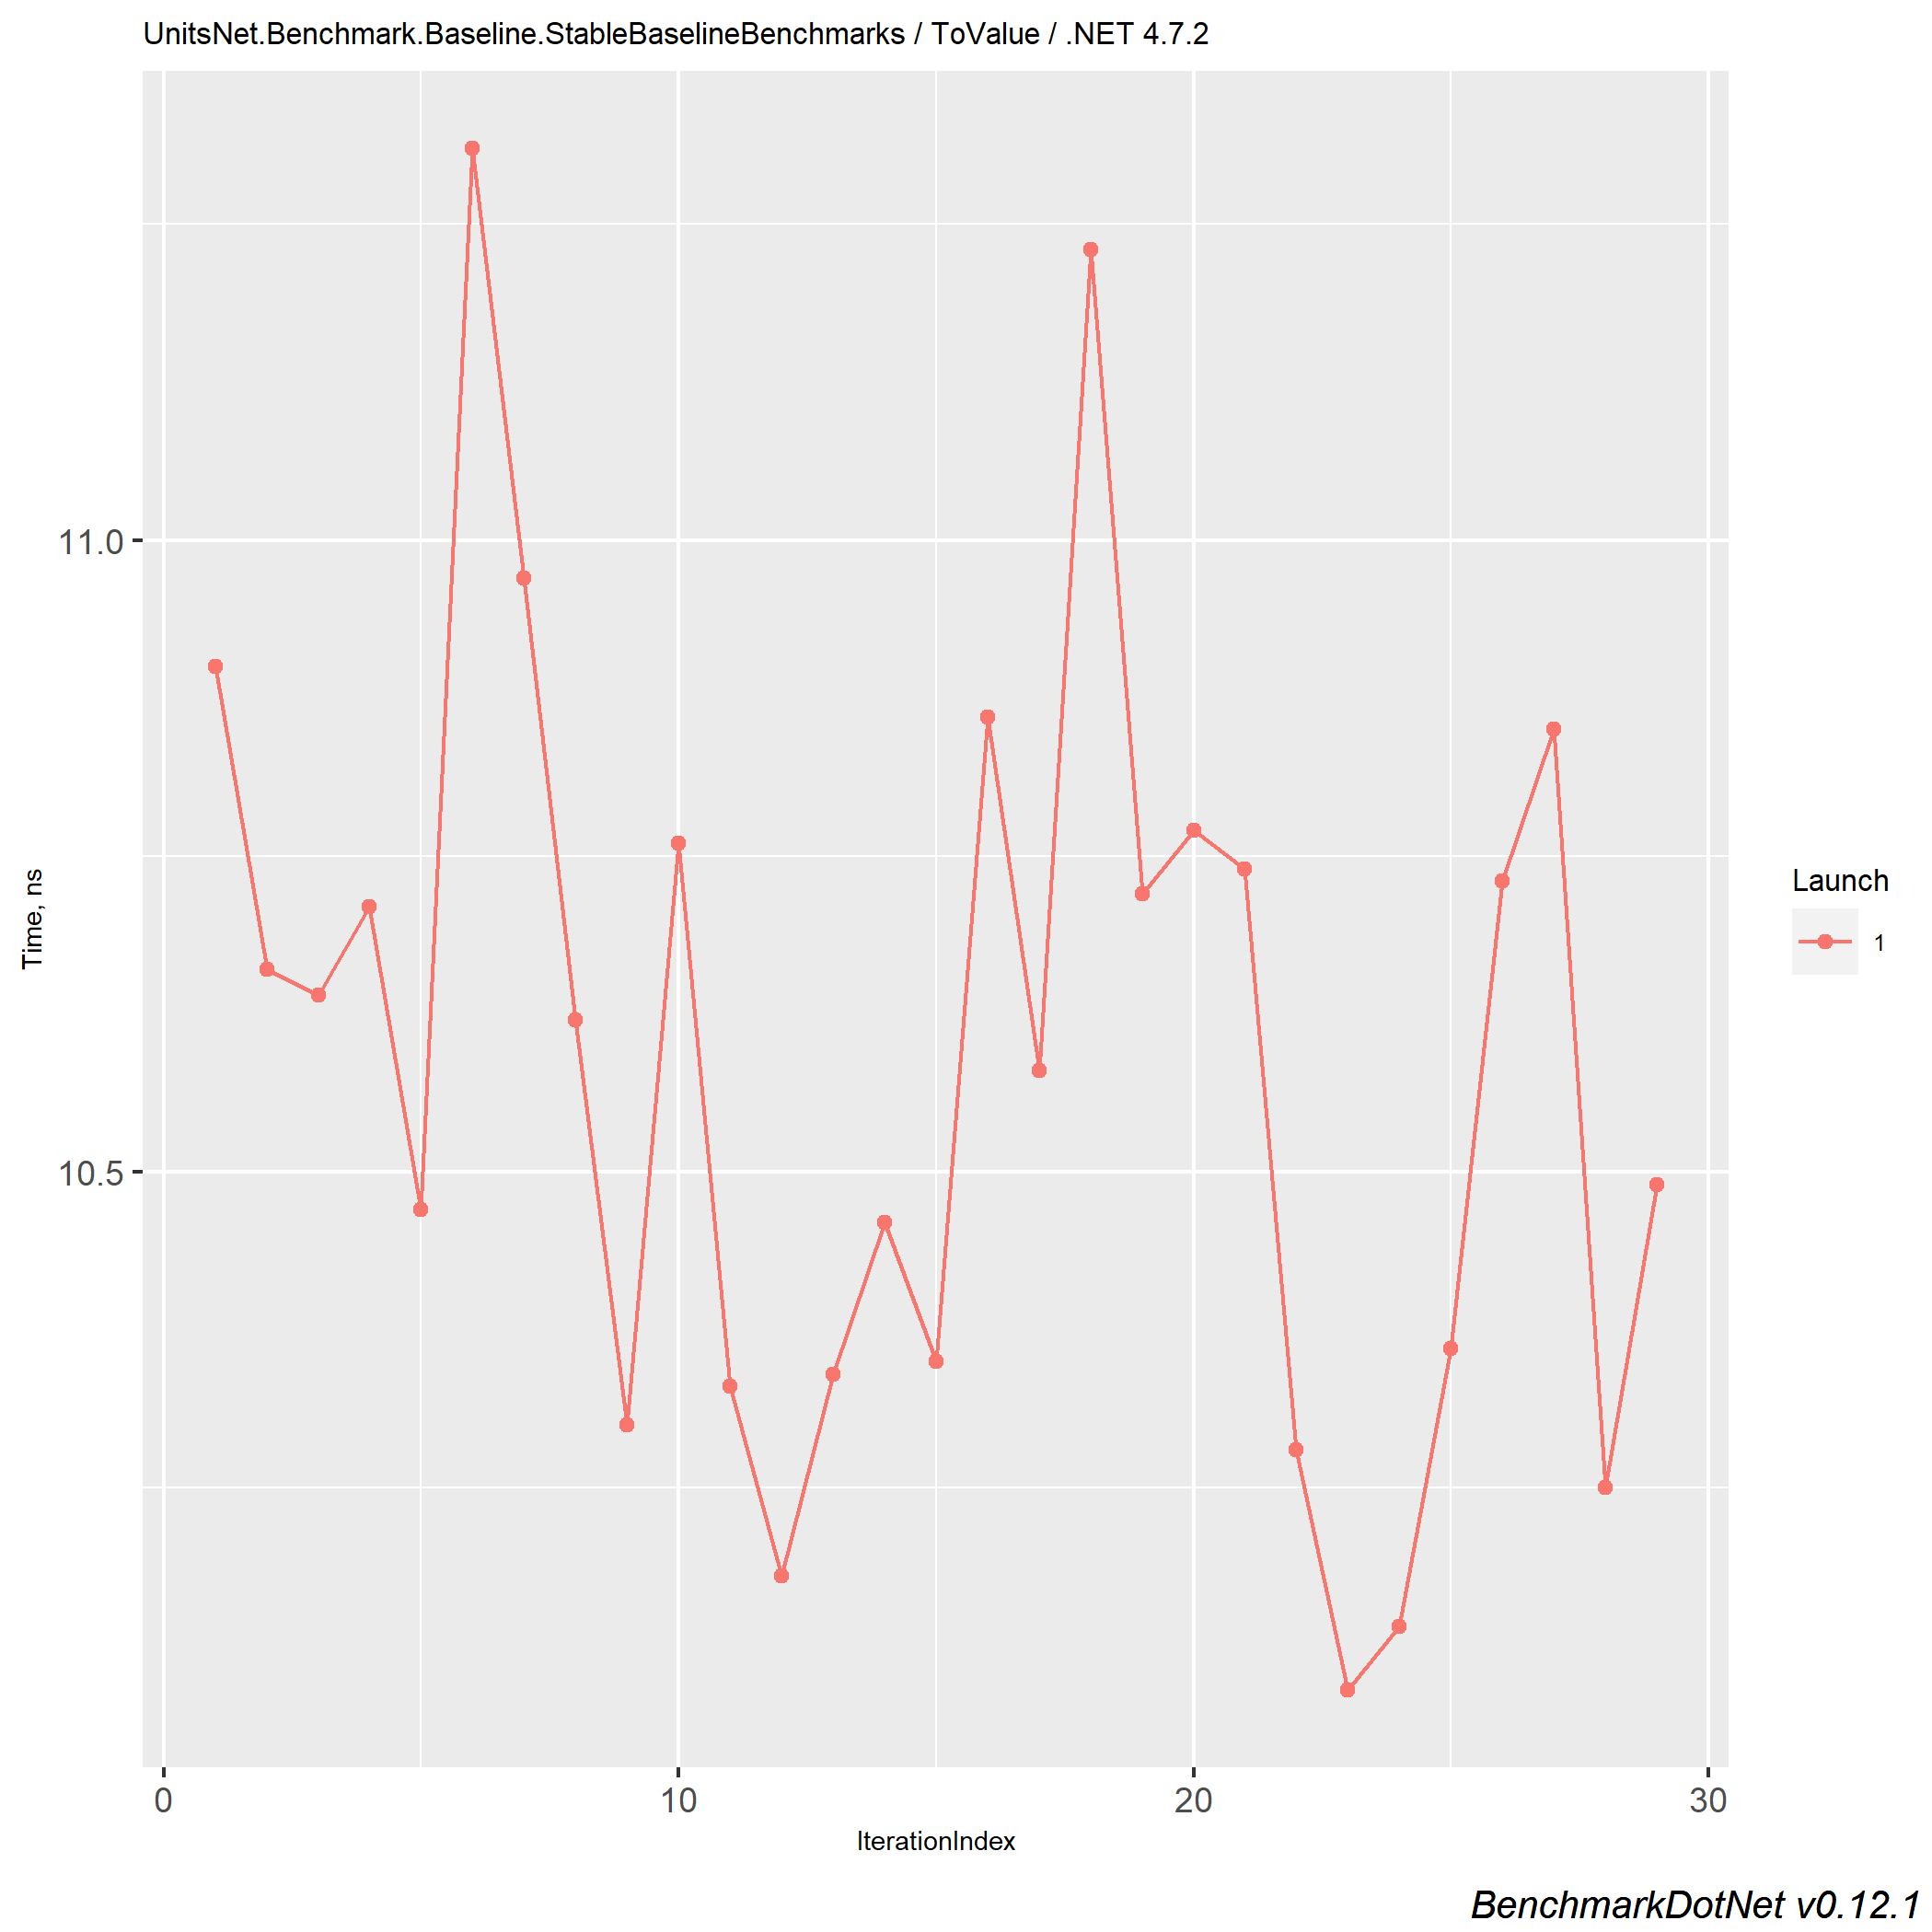 UnitsNet.Benchmark.Baseline.StableBaselineBenchmarks / ToValue / .NET 4.7.2
11.0
10.5
Time, ns
0 10 20 30
IterationIndex
Launch
1
BenchmarkDotNet v0.12.1